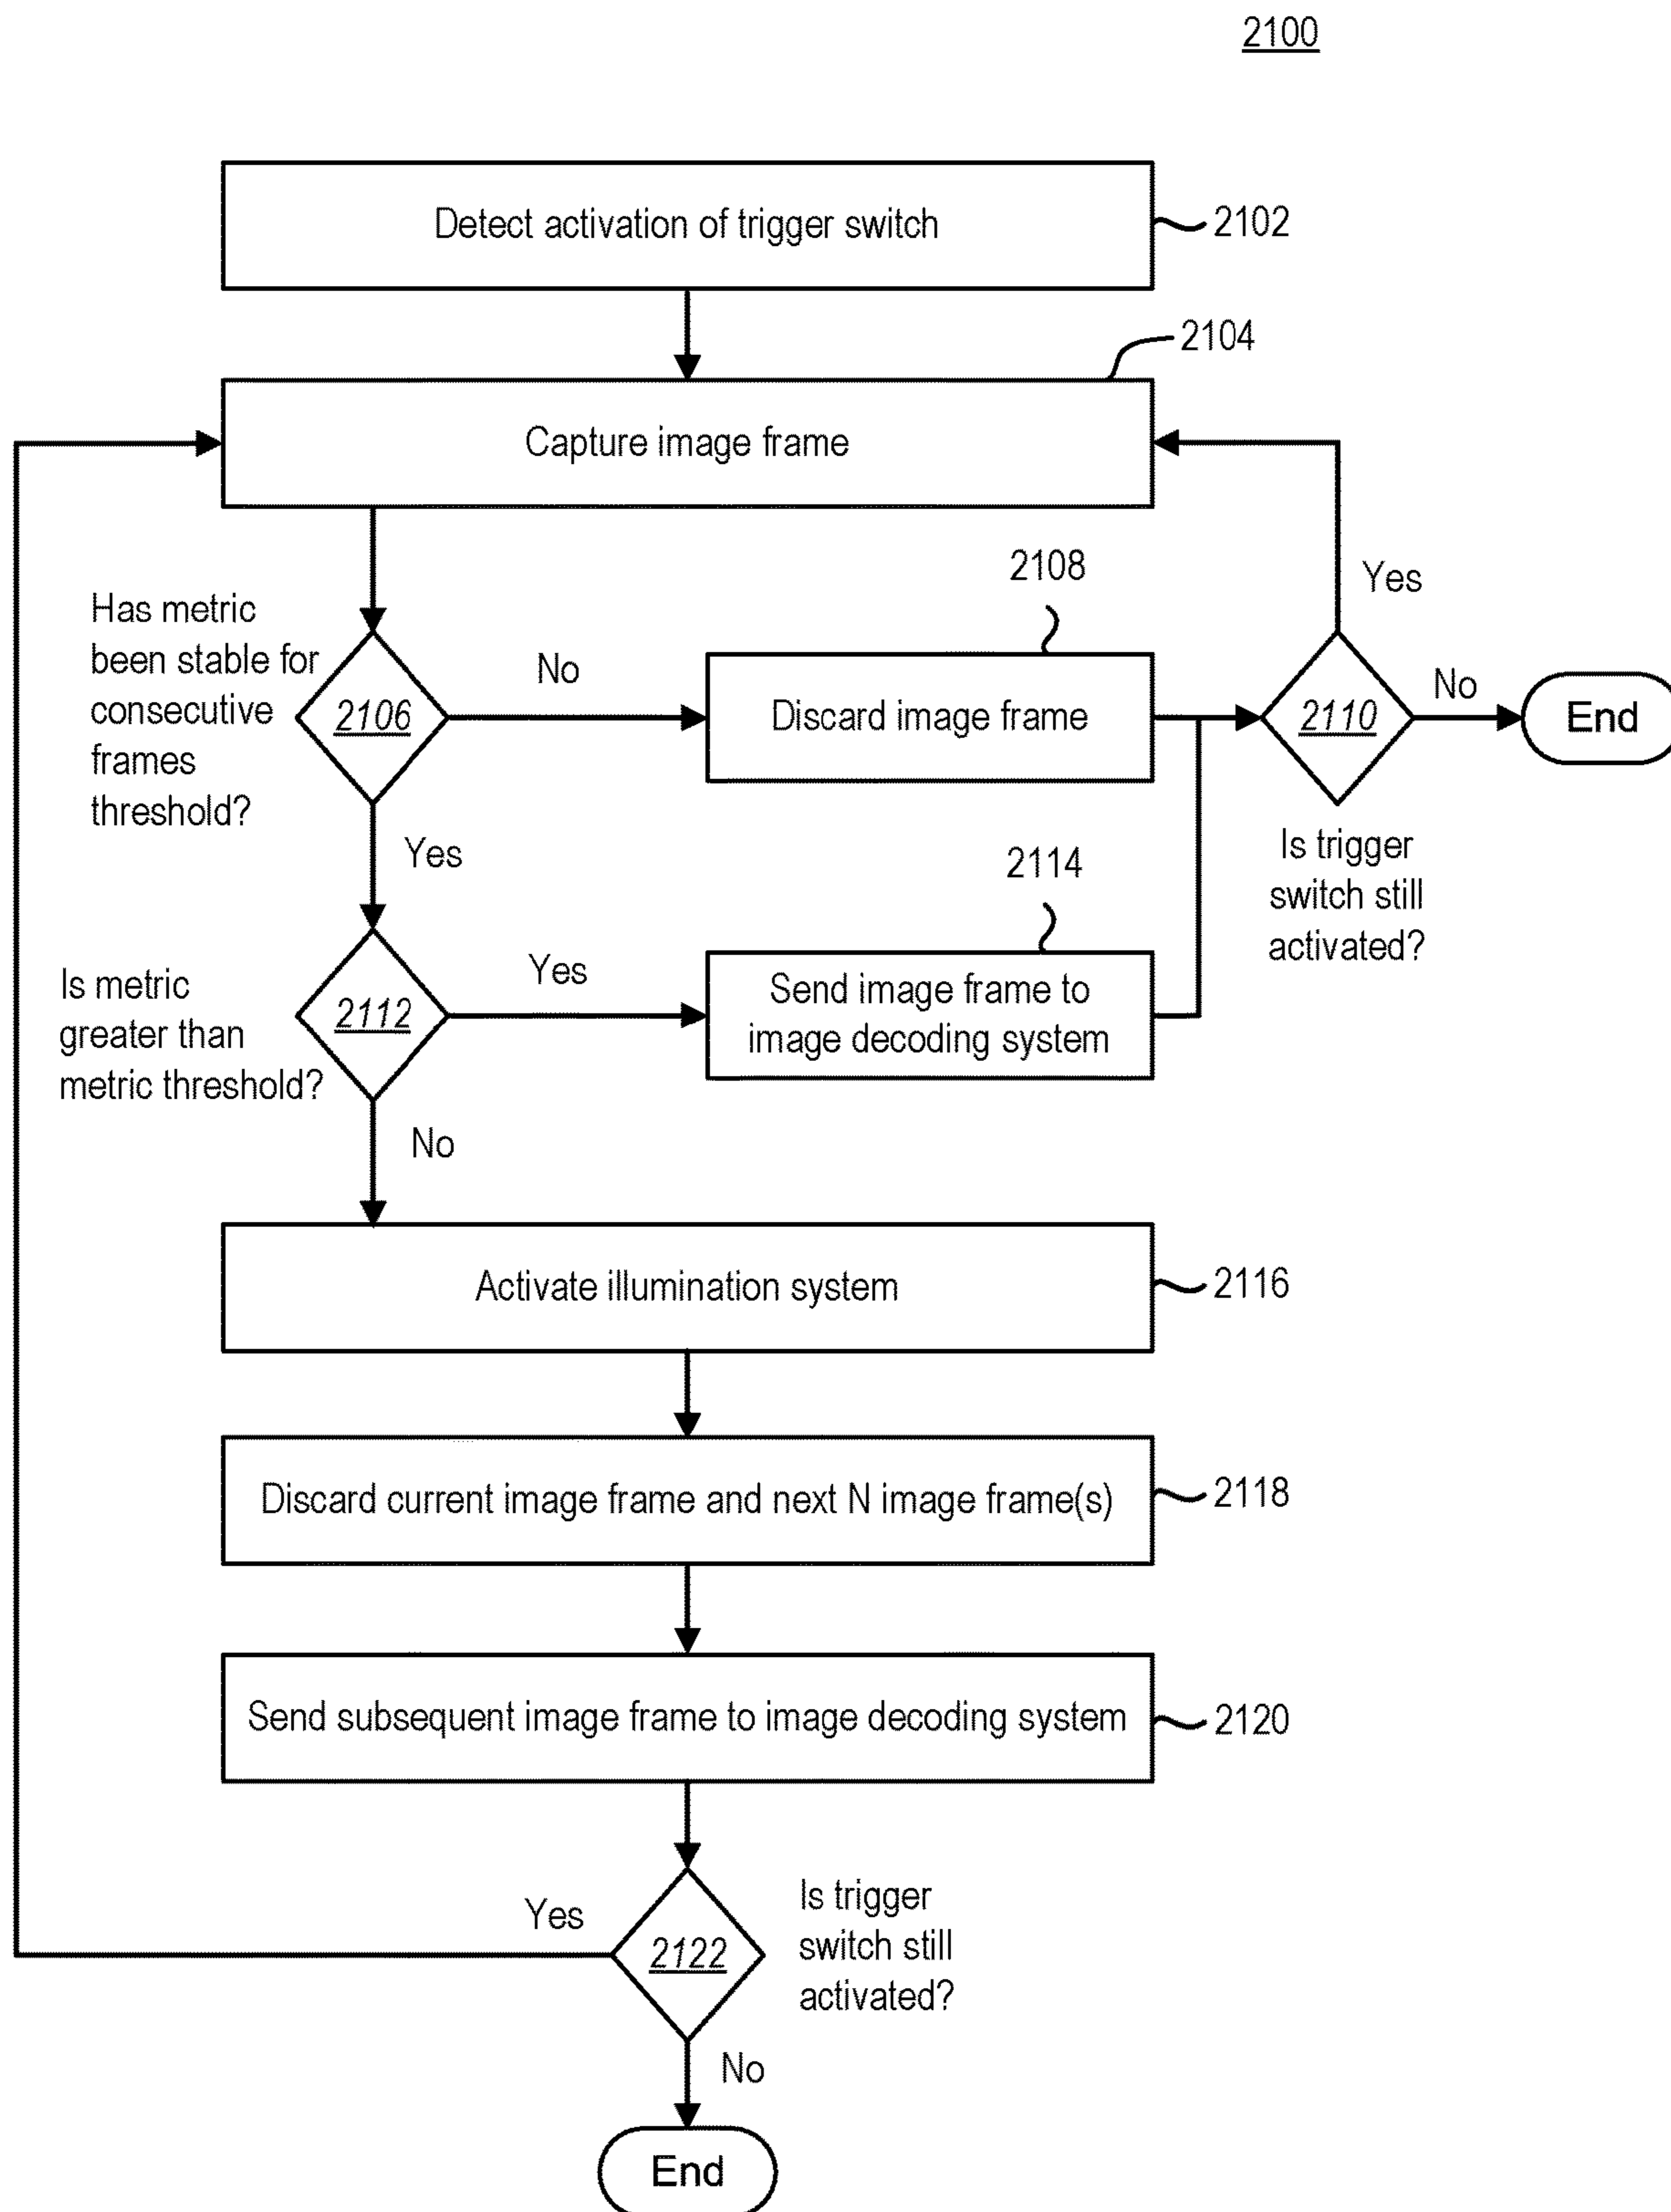 2100
Detect activation of trigger switch
2102
2104
Capture image frame
Has metric
been stable for
consecutive
frames
threshold?
2106
No
2108
Discard image frame
Yes
2110
No
End
Is trigger
switch still
activated?
Yes
Is metric
greater than
metric threshold?
2112
Yes
2114
Send image frame to
image decoding system
No
Activate illumination system
2116
Discard current image frame and next N image frame(s)
2118
Send subsequent image frame to image decoding system
2120
Yes
2122
Is trigger
switch still
activated?
No
End